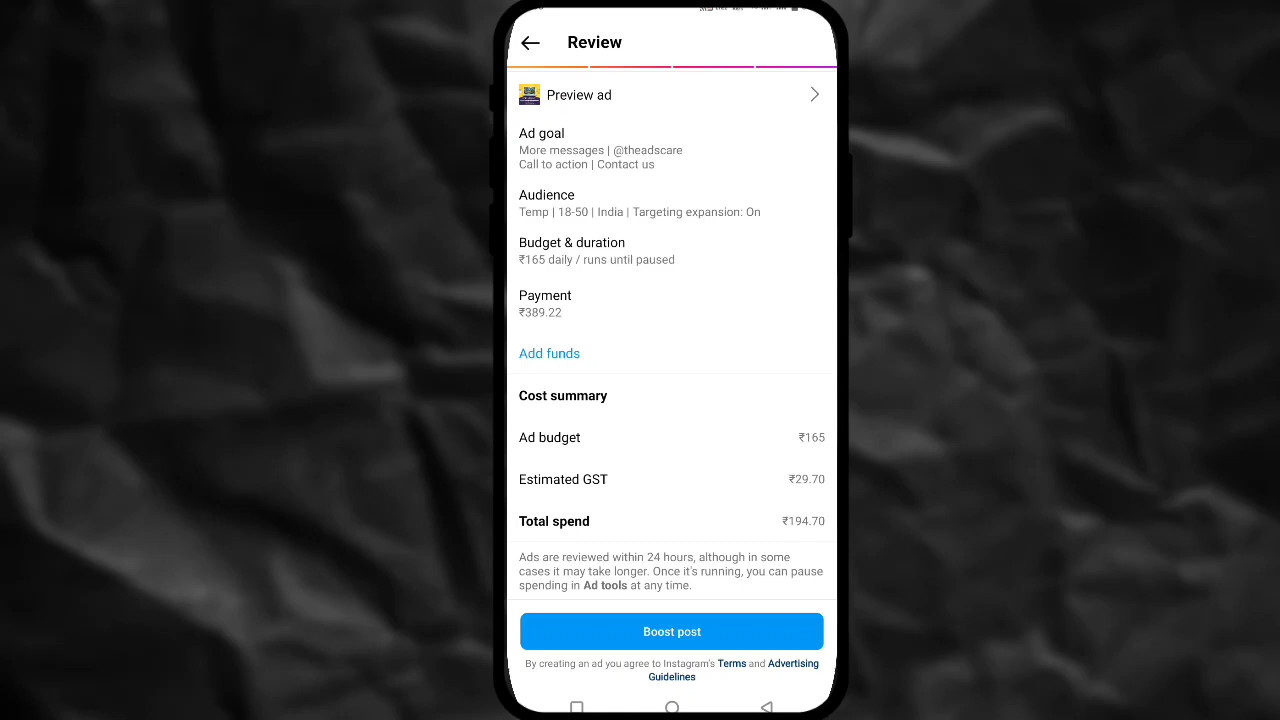 Review
Preview ad
Ad goal
More messages | @theadscare
Call to action | Contact us
Audience
Temp | 18-50 | India | Targeting expansion: On
Budget & duration
₹165 daily / runs until paused
Payment
₹389.22
Add funds
Cost summary
Ad budget ₹165
Estimated GST ₹29.70
Total spend ₹194.70
Ads are reviewed within 24 hours, although in some
cases it may take longer. Once it's running, you can pause
spending in Ad tools at any time.
Boost post
By creating an ad you agree to Instagram's Terms and Advertising
Guidelines